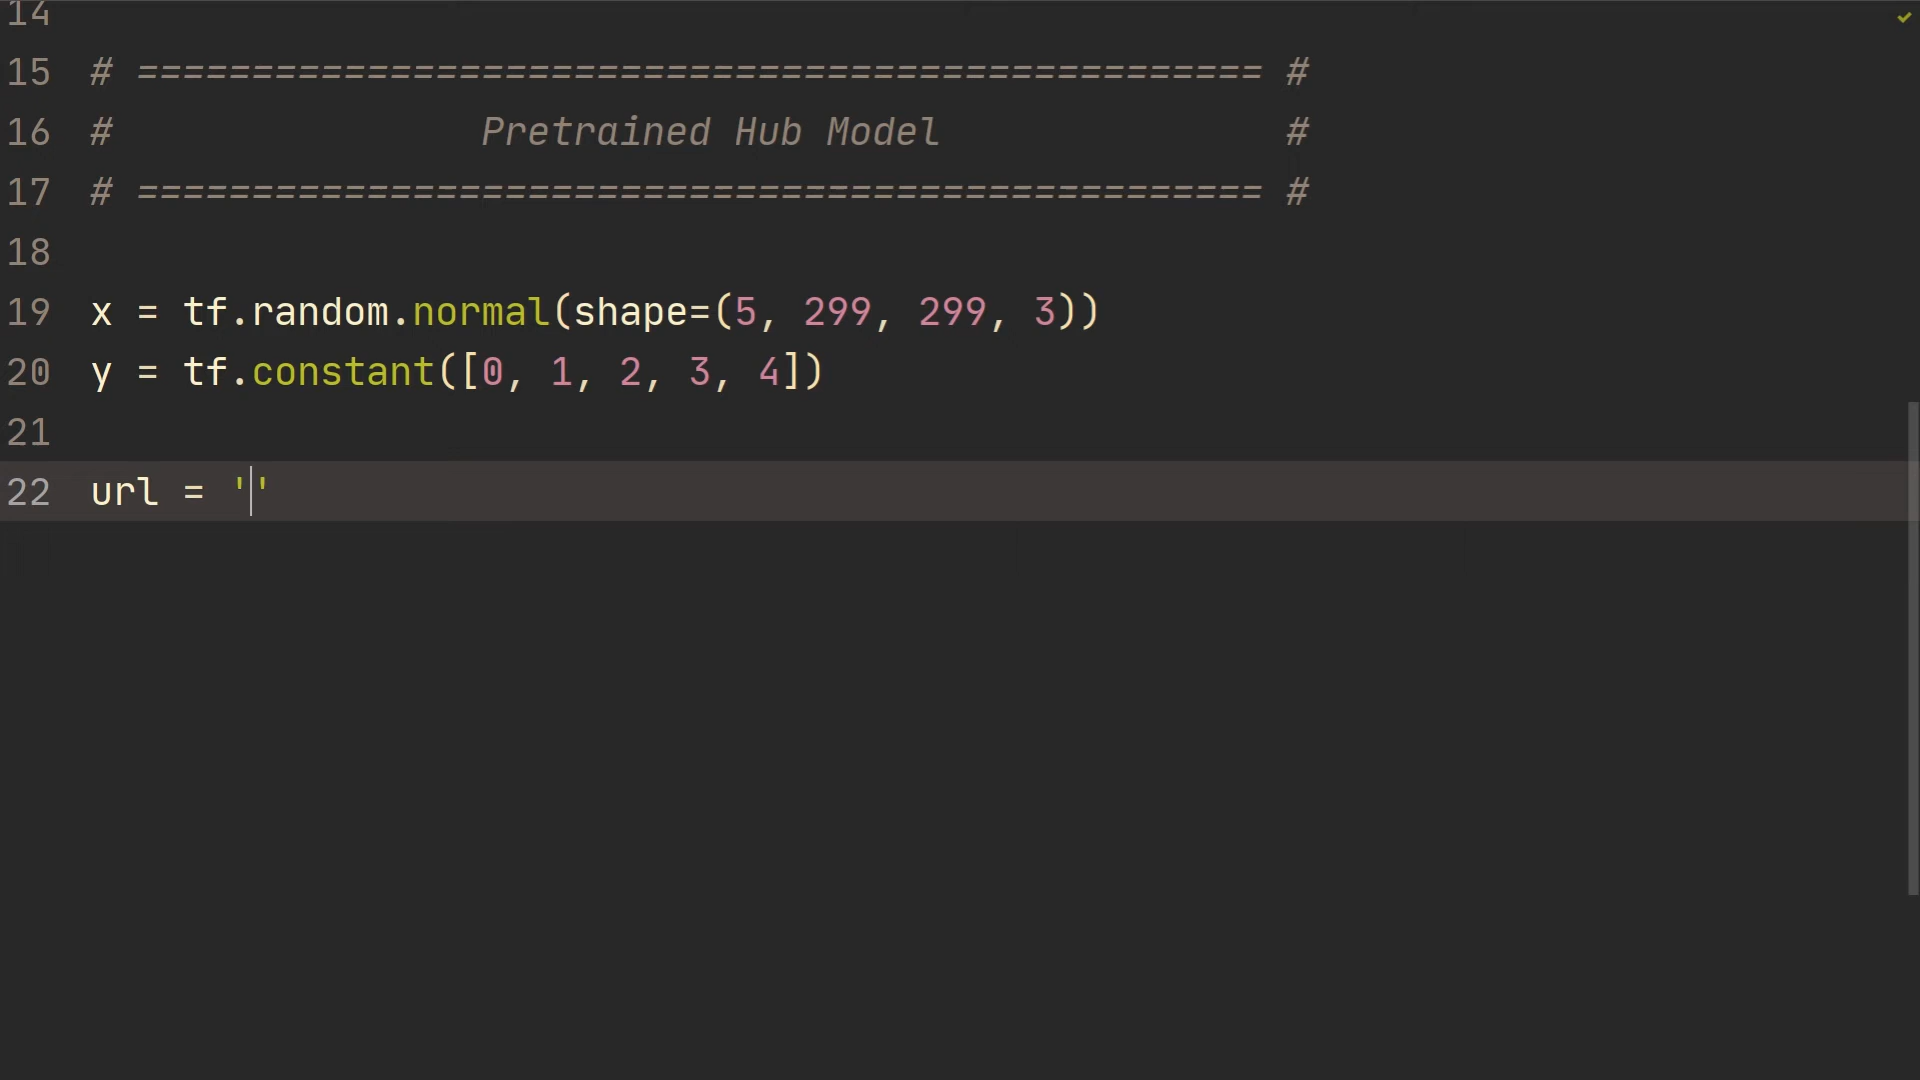 14
15 # ================================================= #
16 # Pretrained Hub Model #
17 # ================================================= #
18
19 x = tf.random.normal(shape=(5, 299, 299, 3))
20 y = tf.constant([0, 1, 2, 3, 4])
21
22 url = ''